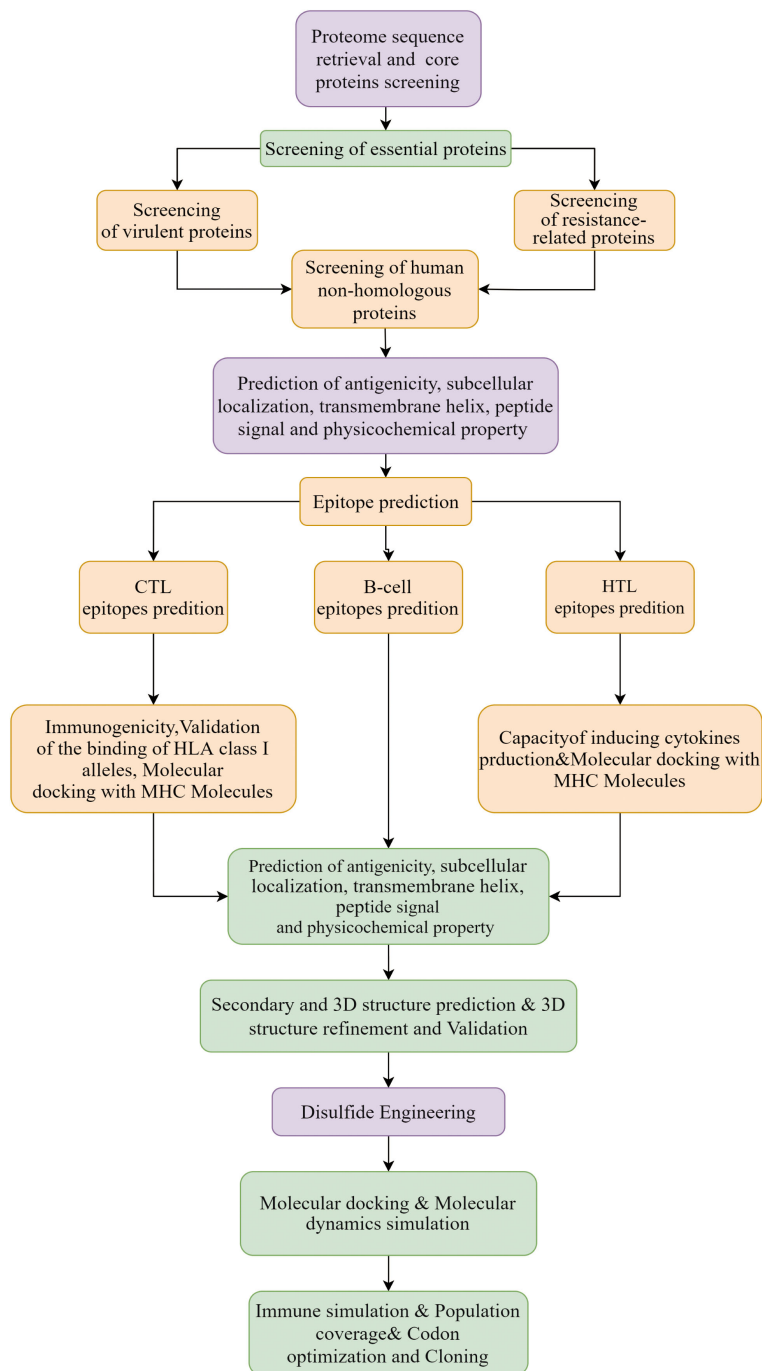 Proteome sequence
retrieval and core
proteins screening
Screening of essential proteins
Screencing
of virulent proteins
Screencing
of resistance-
related proteins
Screening of human
non-homologous
proteins
Prediction of antigenicity, subcellular
localization, transmembrane helix, peptide
signal and physicochemical property
Epitope prediction
CTL
epitopes predition
B-cell
epitopes predition
HTL
epitopes predition
Immunogenicity,Validation
of the binding of HLA class I
alleles, Molecular
docking with MHC Molecules
Capacityof inducing cytokines
prduction&Molecular docking with
MHC Molecules
Prediction of antigenicity, subcellular
localization, transmembrane helix,
peptide signal
and physicochemical property
Secondary and 3D structure prediction & 3D
structure refinement and Validation
Disulfide Engineering
Molecular docking & Molecular
dynamics simulation
Immune simulation & Population
coverage& Codon
optimization and Cloning